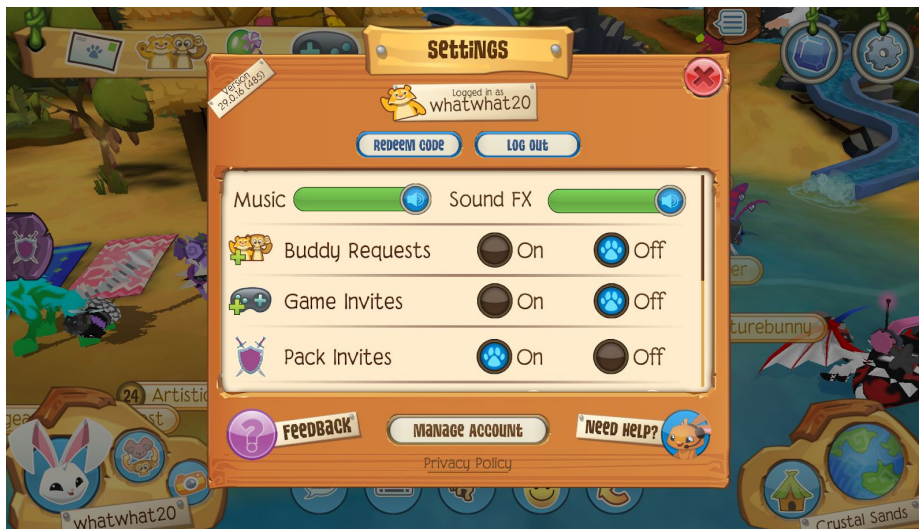 SETTINGS
Version
29.0.16 (485)
Logged in as
whatwhat20
REDEEM CODE
LOG OUT
Music
Sound FX
Buddy Requests
On
Off
Game Invites
On
Off
Pack Invites
On
Off
24
Artistic
turebunny
FEEDBACK
MANAGE ACCOUNT
NEED HELP?
Privacy Policy
whatwhat20
Crystal Sands